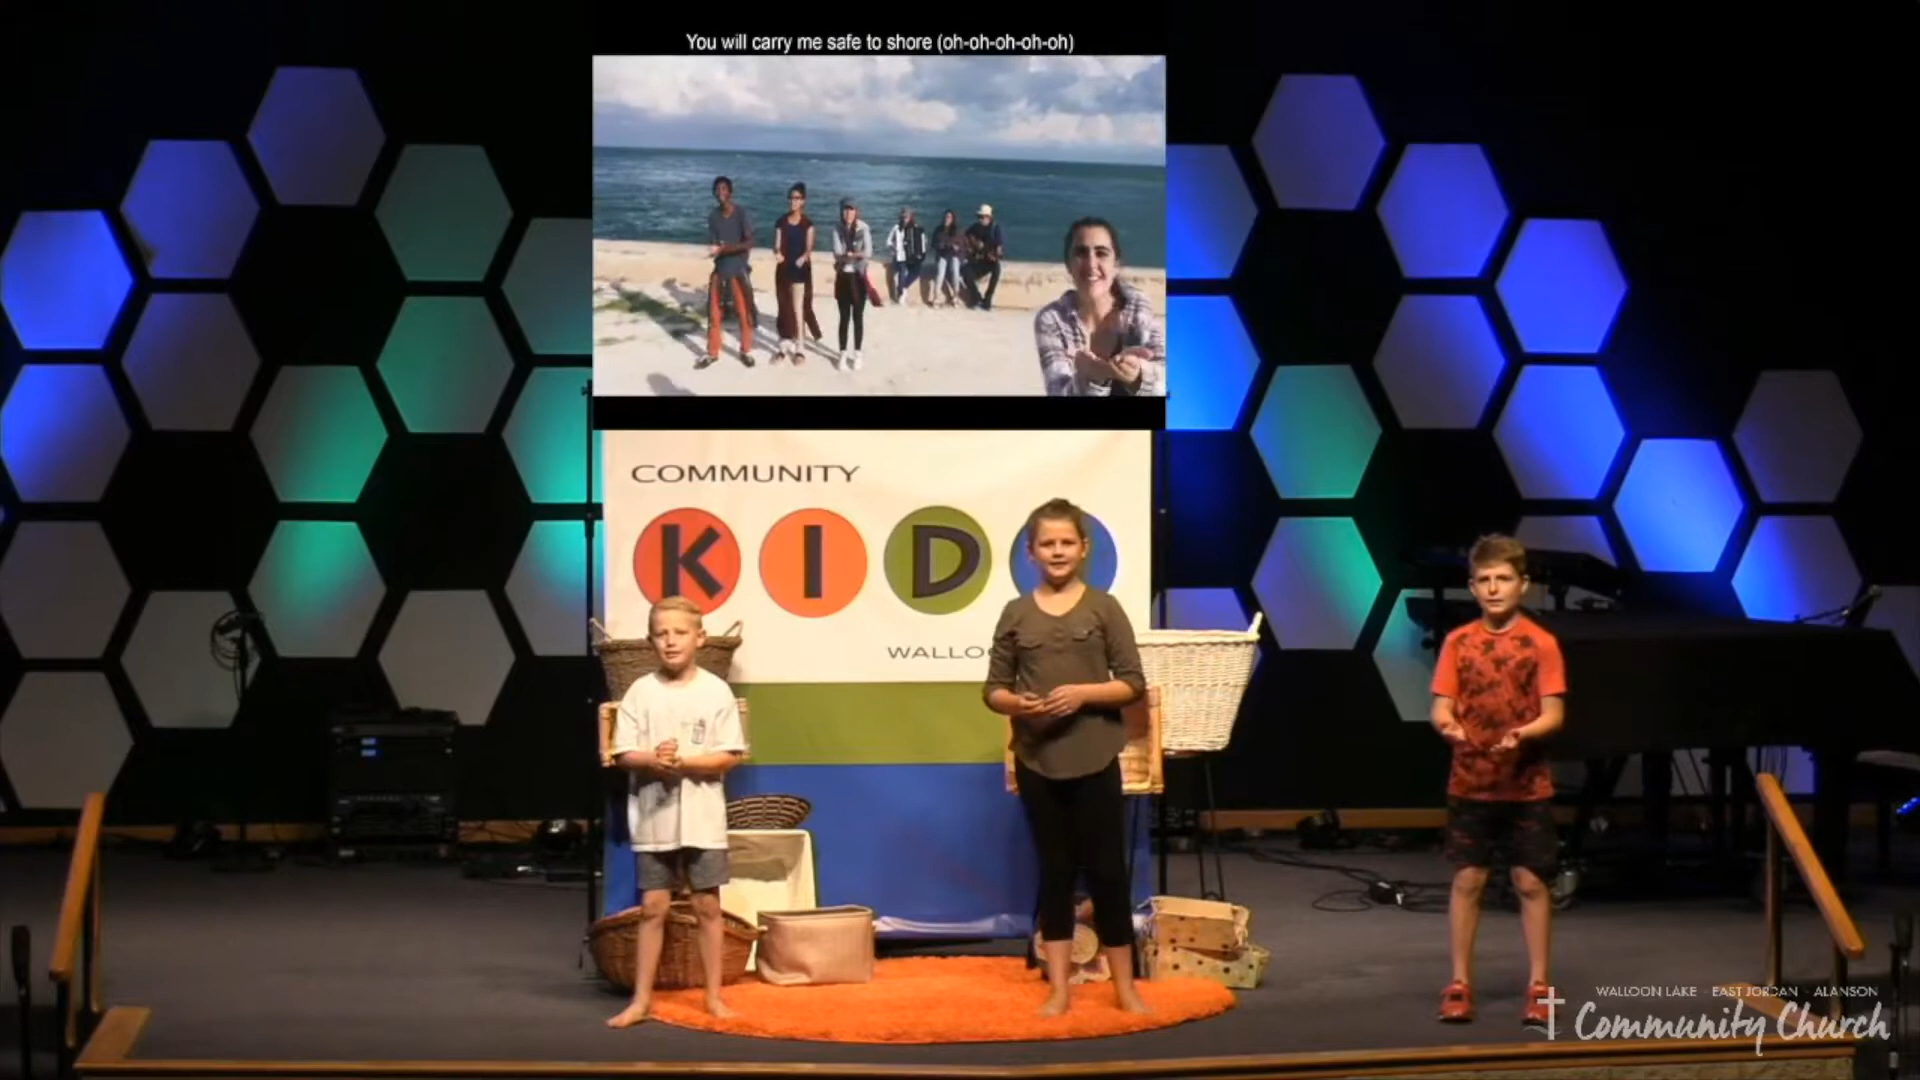 You will carry me safe to shore (oh-oh-oh-oh-oh)
COMMUNITY
KID
WALLOON LAKE - EAST JORDAN - ALANSON
Community Church